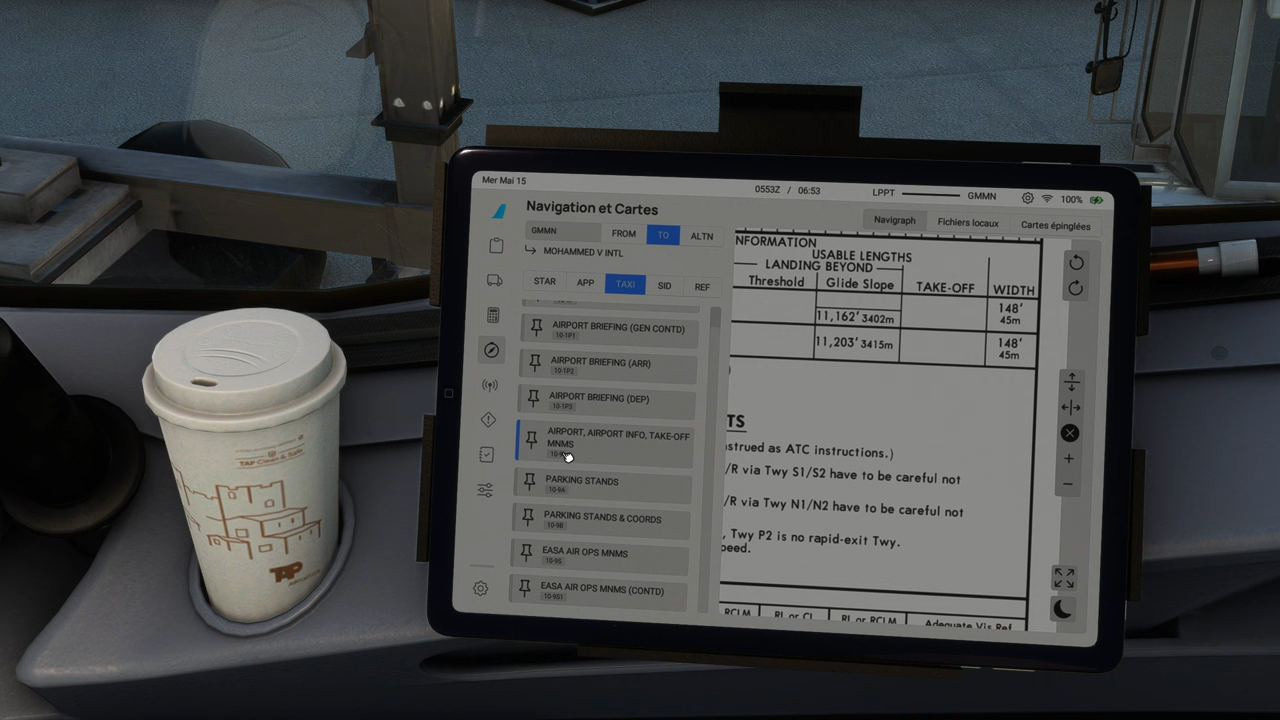 Mer Mai 15
0553Z / 06:53
LPPT
GMMN
100%
Navigation et Cartes
Navigraph
Fichiers locaux
Cartes épinglées
GMMN
FROM
TO
ALTN
MOHAMMED V INTL
STAR
APP
TAXI
SID
REF
AIRPORT BRIEFING (GEN CONTD)
10-1P1
AIRPORT BRIEFING (ARR)
10-1P2
AIRPORT BRIEFING (DEP)
10-1P3
AIRPORT, AIRPORT INFO, TAKE-OFF
MNMS
PARKING STANDS
10-9A
PARKING STANDS & COORDS
10-9B
EASA AIR OPS MNMS
10-9S
EASA AIR OPS MNMS (CONTD)
10-9S1
NFORMATION
USABLE LENGTHS
LANDING BEYOND
Threshold
Glide Slope
TAKE-OFF
WIDTH
11,162' 3402m
148'
45m
11,203' 3415m
148'
45m
TS
strued as ATC instructions.)
/R via Twy S1/S2 have to be careful not
/R via Twy N1/N2 have to be careful not
, Twy P2 is no rapid-exit Twy.
peed.
RCLM
RL or CL
RL or RCLM
Adequate Vis Ref
TAP Clean & Safe
TAP